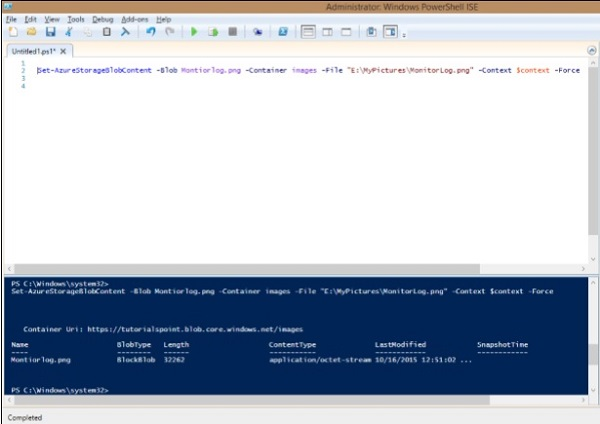 Administrator: Windows PowerShell ISE
File Edit View Tools Debug Add-ons Help
Untitled1.ps1* X
1
2 Set-AzureStorageBlobContent -Blob Montiorlog.png -Container images -File "E:\MyPictures\MonitorLog.png" -Context $context -Force
3
4
PS C:\Windows\system32>
Set-AzureStorageBlobContent -Blob Montiorlog.png -Container images -File "E:\MyPictures\MonitorLog.png" -Context $context -Force
Container Uri: https://tutorialspoint.blob.core.windows.net/images
Name BlobType Length ContentType LastModified SnapshotTime
---- -------- ------ ----------- ------------ ------------
Montiorlog.png BlockBlob 32262 application/octet-stream 10/16/2015 12:51:02 ...
PS C:\Windows\system32>
Completed